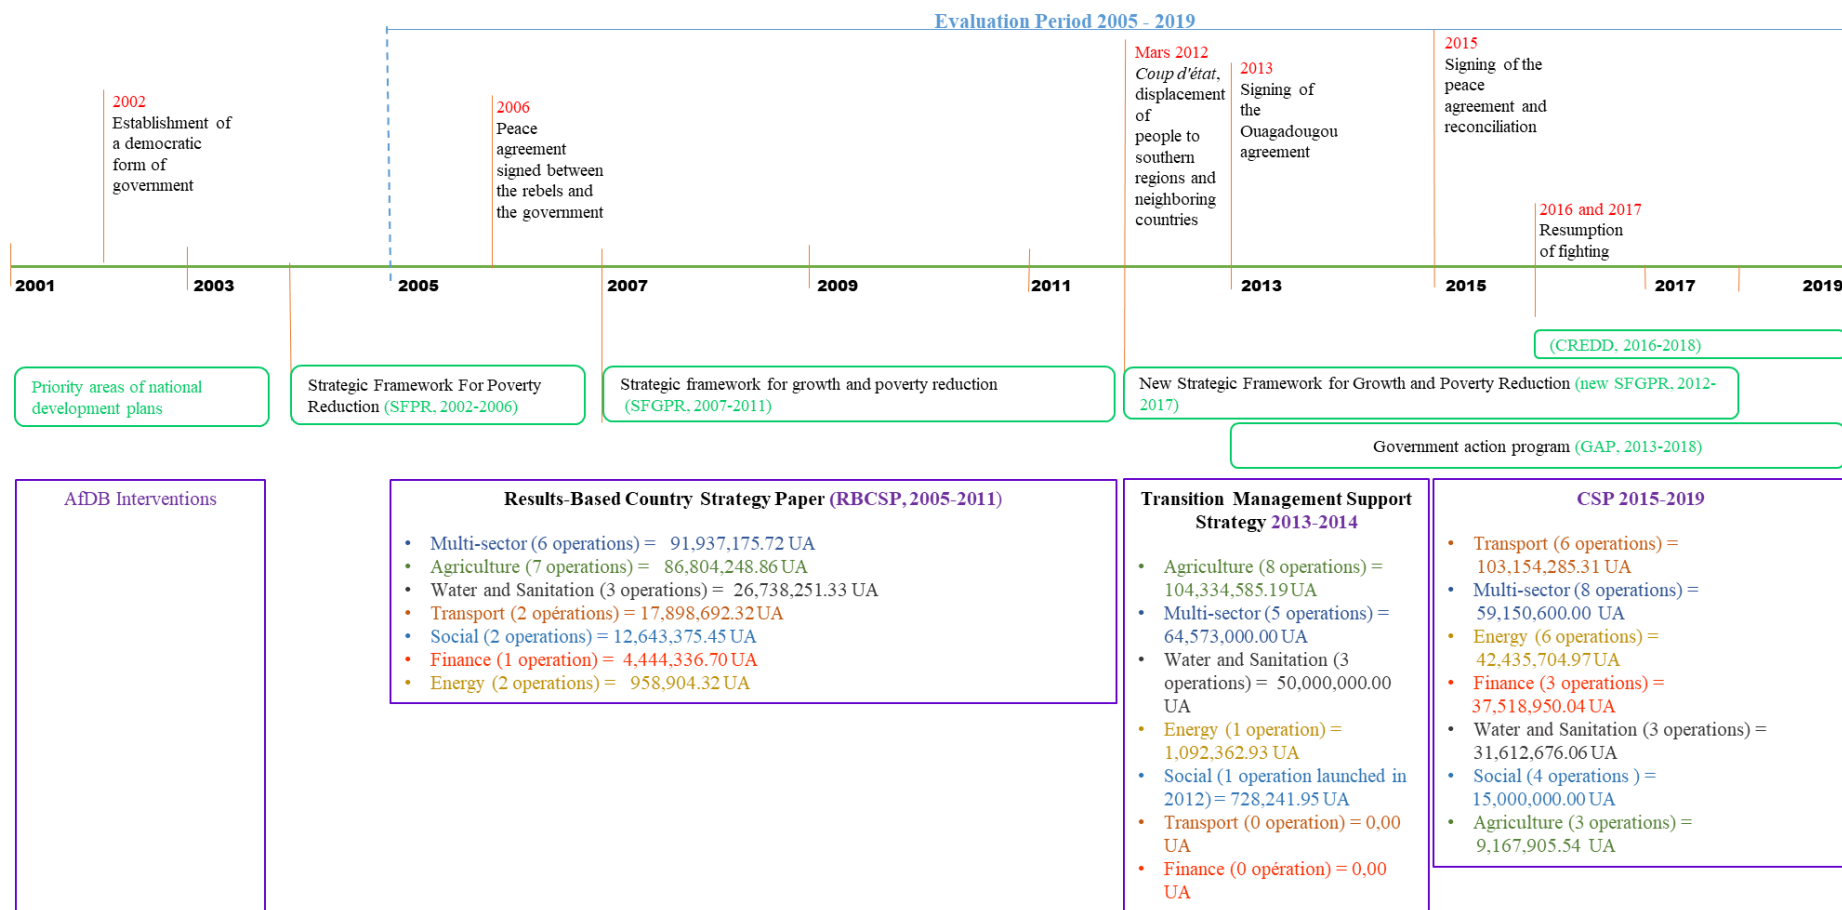 Evaluation Period 2005 - 2019
2002
Establishment of
a democratic
form of
government
2006
Peace
agreement
signed between
the rebels and
the government
Mars 2012
Coup d'état,
displacement
of
people to
southern
regions and
neighboring
countries
2013
Signing of
the
Ouagadougou
agreement
2015
Signing of the
peace
agreement and
reconciliation
2016 and 2017
Resumption
of fighting
2001
2003
2005
2007
2009
2011
2013
2015
2017
2019
(CREDD, 2016-2018)
Priority areas of national
development plans
Strategic Framework For Poverty
Reduction (SFPR, 2002-2006)
Strategic framework for growth and poverty reduction
(SFGPR, 2007-2011)
New Strategic Framework for Growth and Poverty Reduction (new SFGPR, 2012-
2017)
Government action program (GAP, 2013-2018)
AfDB Interventions
Results-Based Country Strategy Paper (RBCSP, 2005-2011)
• Multi-sector (6 operations) = 91,937,175.72 UA
• Agriculture (7 operations) = 86,804,248.86 UA
• Water and Sanitation (3 operations) = 26,738,251.33 UA
• Transport (2 opérations) = 17,898,692.32 UA
• Social (2 operations) = 12,643,375.45 UA
• Finance (1 operation) = 4,444,336.70 UA
• Energy (2 operations) = 958,904.32 UA
Transition Management Support
Strategy 2013-2014
• Agriculture (8 operations) =
104,334,585.19 UA
• Multi-sector (5 operations) =
64,573,000.00 UA
• Water and Sanitation (3
operations) = 50,000,000.00
UA
• Energy (1 operation) =
1,092,362.93 UA
• Social (1 operation launched in
2012) = 728,241.95 UA
• Transport (0 operation) = 0,00
UA
• Finance (0 opération) = 0,00
UA
CSP 2015-2019
• Transport (6 operations) =
103,154,285.31 UA
• Multi-sector (8 operations) =
59,150,600.00 UA
• Energy (6 operations) =
42,435,704.97 UA
• Finance (3 operations) =
37,518,950.04 UA
• Water and Sanitation (3 operations) =
31,612,676.06 UA
• Social (4 operations ) =
15,000,000.00 UA
• Agriculture (3 operations) =
9,167,905.54 UA